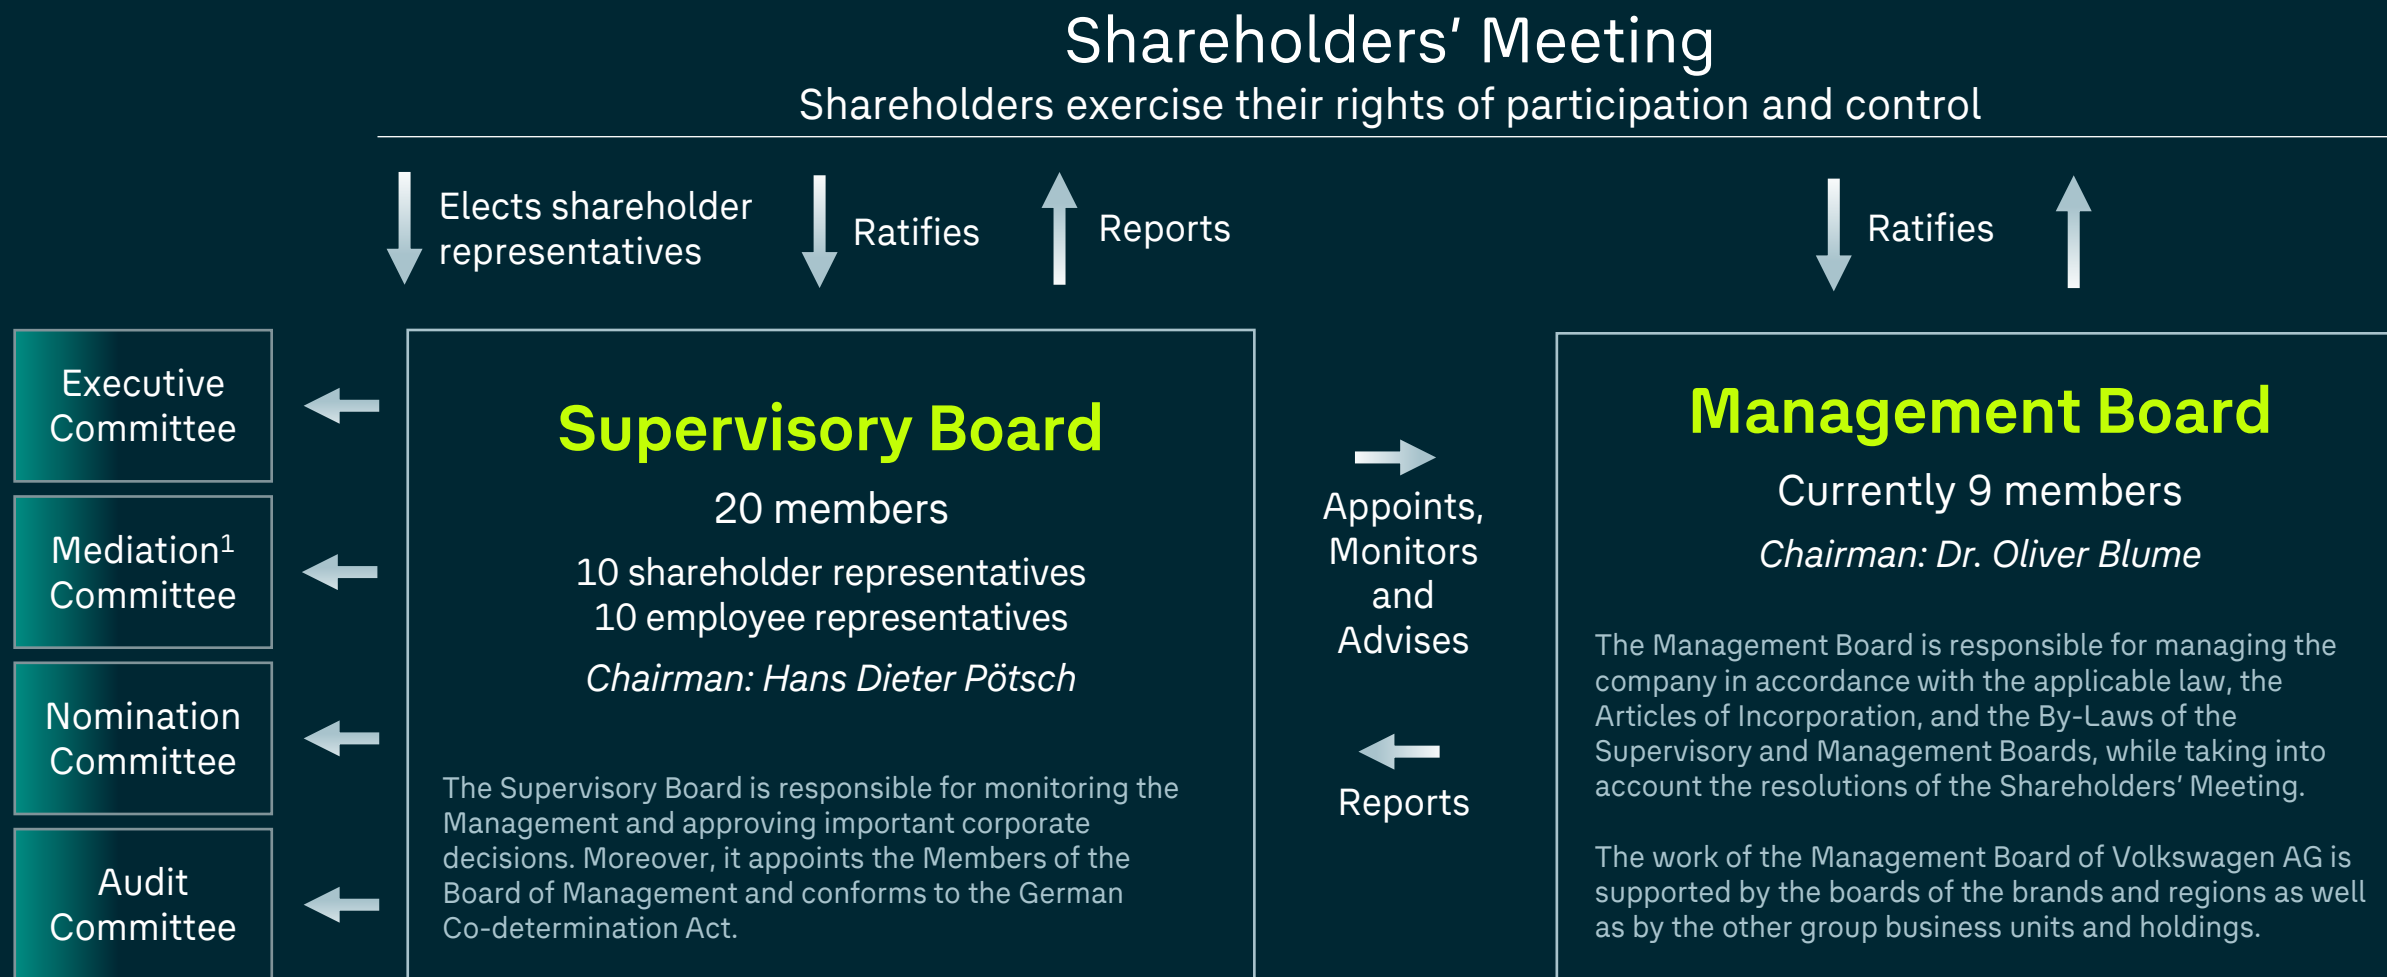 Shareholders’ Meeting
Shareholders exercise their rights of participation and control
Elects shareholder
representatives
Ratifies
Reports
Ratifies
Executive
Committee
Mediation¹
Committee
Nomination
Committee
Audit
Committee
Supervisory Board
20 members
10 shareholder representatives
10 employee representatives
Chairman: Hans Dieter Pötsch
The Supervisory Board is responsible for monitoring the
Management and approving important corporate
decisions. Moreover, it appoints the Members of the
Board of Management and conforms to the German
Co-determination Act.
Appoints,
Monitors
and
Advises
Reports
Management Board
Currently 9 members
Chairman: Dr. Oliver Blume
The Management Board is responsible for managing the
company in accordance with the applicable law, the
Articles of Incorporation, and the By-Laws of the
Supervisory and Management Boards, while taking into
account the resolutions of the Shareholders’ Meeting.
The work of the Management Board of Volkswagen AG is
supported by the boards of the brands and regions as well
as by the other group business units and holdings.